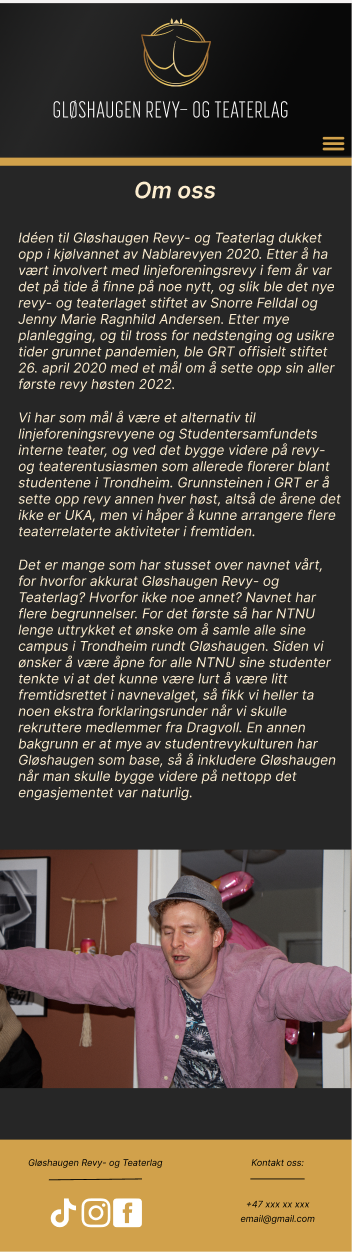 GLØSHAUGEN REVY- OG TEATERLAG
Om oss
Idéen til Gløshaugen Revy- og Teaterlag dukket
opp i kjølvannet av Nablarevyen 2020. Etter å ha
vært involvert med linjeforeningsrevy i fem år var
det på tide å finne på noe nytt, og slik ble det nye
revy- og teaterlaget stiftet av Snorre Felldal og
Jenny Marie Ragnhild Andersen. Etter mye
planlegging, og til tross for nedstenging og usikre
tider grunnet pandemien, ble GRT offisielt stiftet
26. april 2020 med et mål om å sette opp sin aller
første revy høsten 2022.
Vi har som mål å være et alternativ til
linjeforeningsrevyene og Studentersamfundets
interne teater, og ved det bygge videre på revy-
og teaterentusiasmen som allerede florerer blant
studentene i Trondheim. Grunnsteinen i GRT er å
sette opp revy annen hver høst, altså de årene det
ikke er UKA, men vi håper å kunne arrangere flere
teaterrelaterte aktiviteter i fremtiden.
Det er mange som har stusset over navnet vårt,
for hvorfor akkurat Gløshaugen Revy- og
Teaterlag? Hvorfor ikke noe annet? Navnet har
flere begrunnelser. For det første så har NTNU
lenge uttrykket et ønske om å samle alle sine
campus i Trondheim rundt Gløshaugen. Siden vi
ønsker å være åpne for alle NTNU sine studenter
tenkte vi at det kunne være lurt å være litt
fremtidsrettet i navnevalget, så fikk vi heller ta
noen ekstra forklaringsrunder når vi skulle
rekruttere medlemmer fra Dragvoll. En annen
bakgrunn er at mye av studentrevykulturen har
Gløshaugen som base, så å inkludere Gløshaugen
når man skulle bygge videre på nettopp det
engasjementet var naturlig.
Gløshaugen Revy- og Teaterlag
Kontakt oss:
+47 xxx xx xxx
email@gmail.com